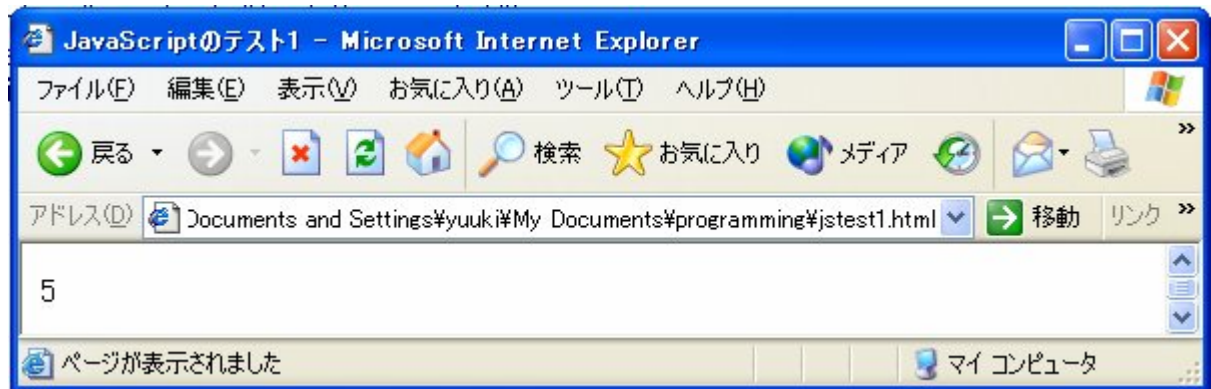 JavaScriptのテスト1 - Microsoft Internet Explorer
ファイル(F) 編集(E) 表示(V) お気に入り(A) ツール(T) ヘルプ(H)
戻る 検索 お気に入り メディア »
アドレス(D) Documents and Settings¥yuuki¥My Documents¥programming¥jstest1.html 移動 リンク »
5
ページが表示されました マイ コンピュータ